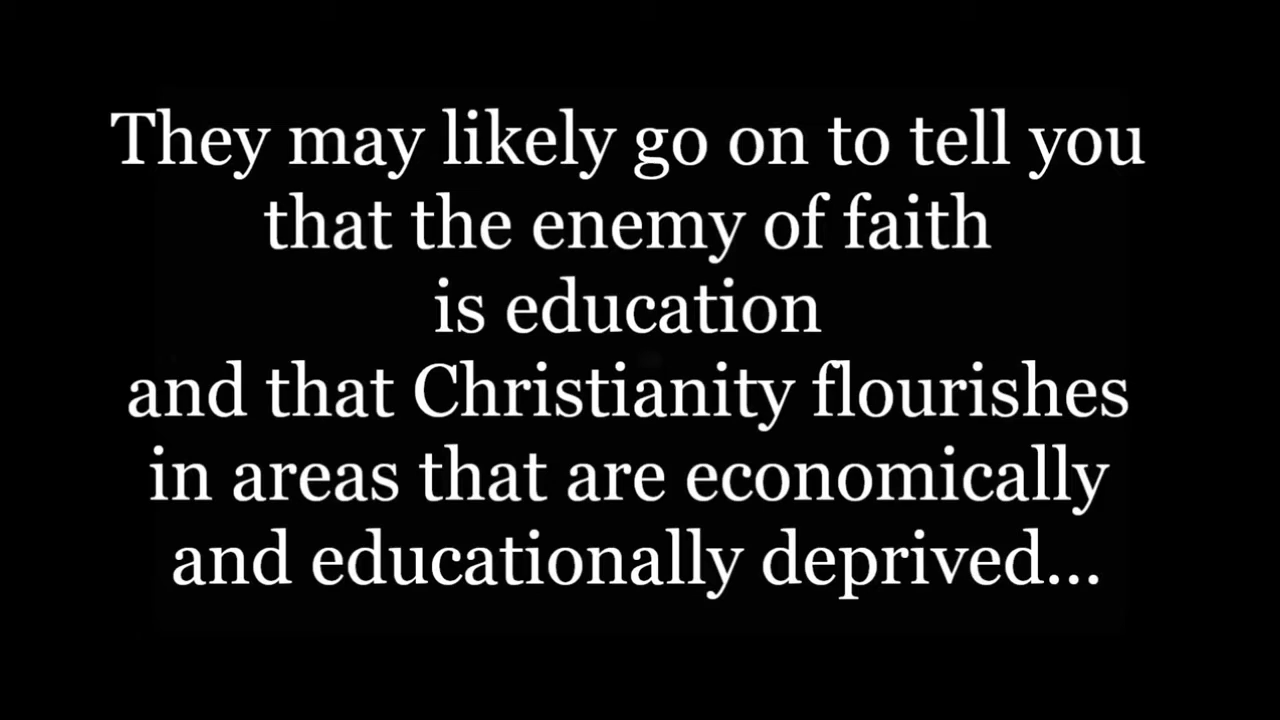 They may likely go on to tell you
that the enemy of faith
is education
and that Christianity flourishes
in areas that are economically
and educationally deprived...